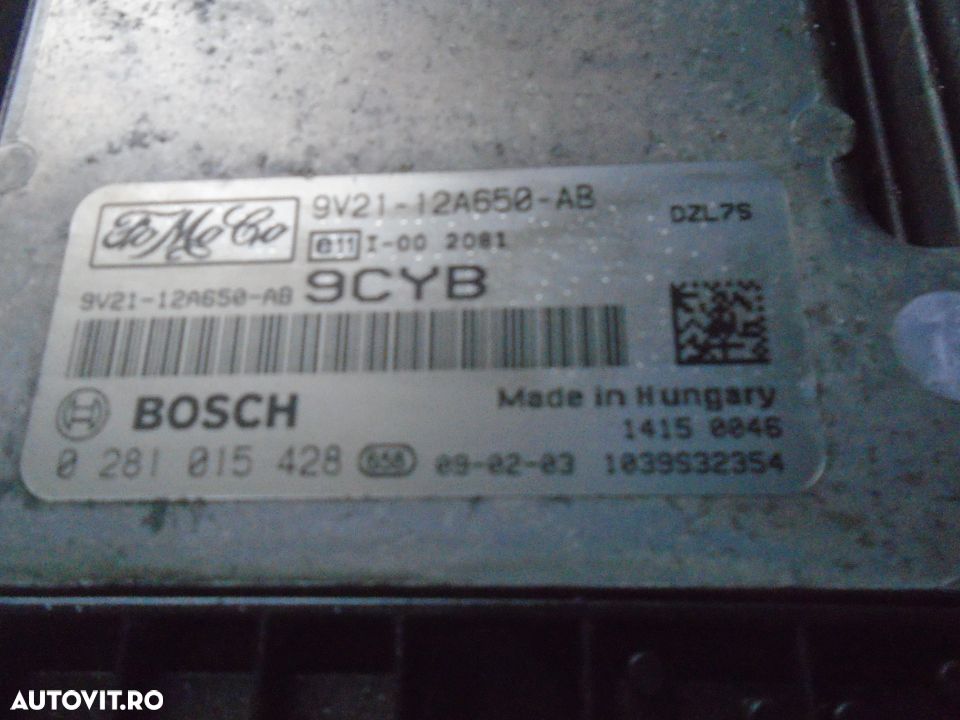 FoMoCo
9V21-12A650-AB
DZL7S
e11 I-00 2081
9V21-12A650-AB 9CYB
BOSCH
Made in Hungary
1415 0046
0 281 015 428 656 09-02-03 1039S32354
AUTOVIT.RO